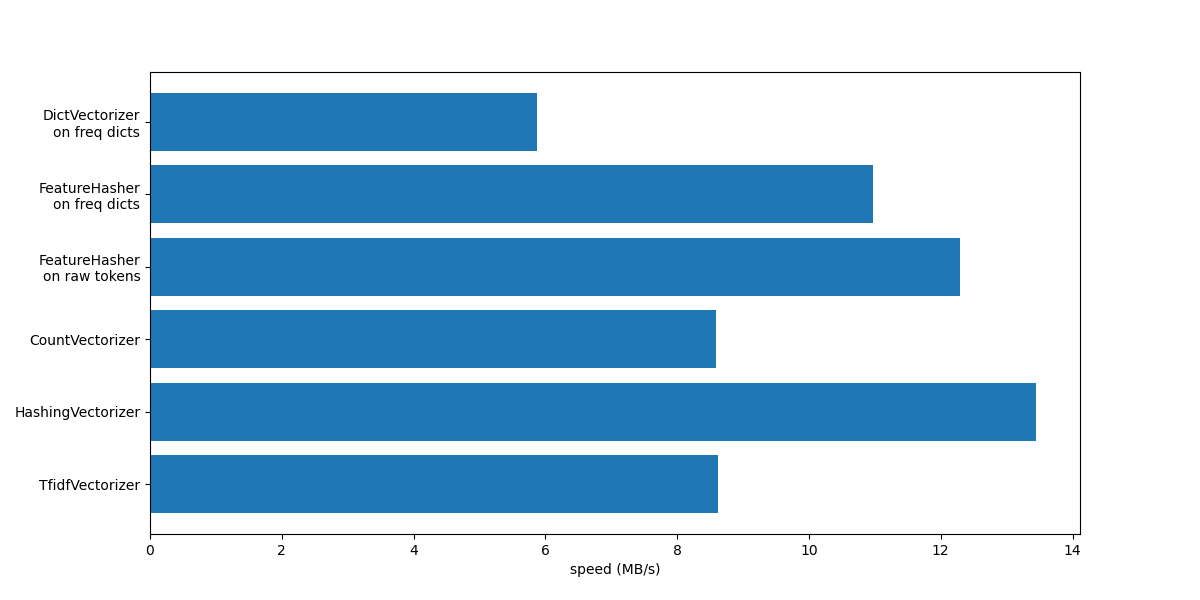 DictVectorizer
on freq dicts
FeatureHasher
on freq dicts
FeatureHasher
on raw tokens
CountVectorizer
HashingVectorizer
TfidfVectorizer
0 2 4 6 8 10 12 14
speed (MB/s)